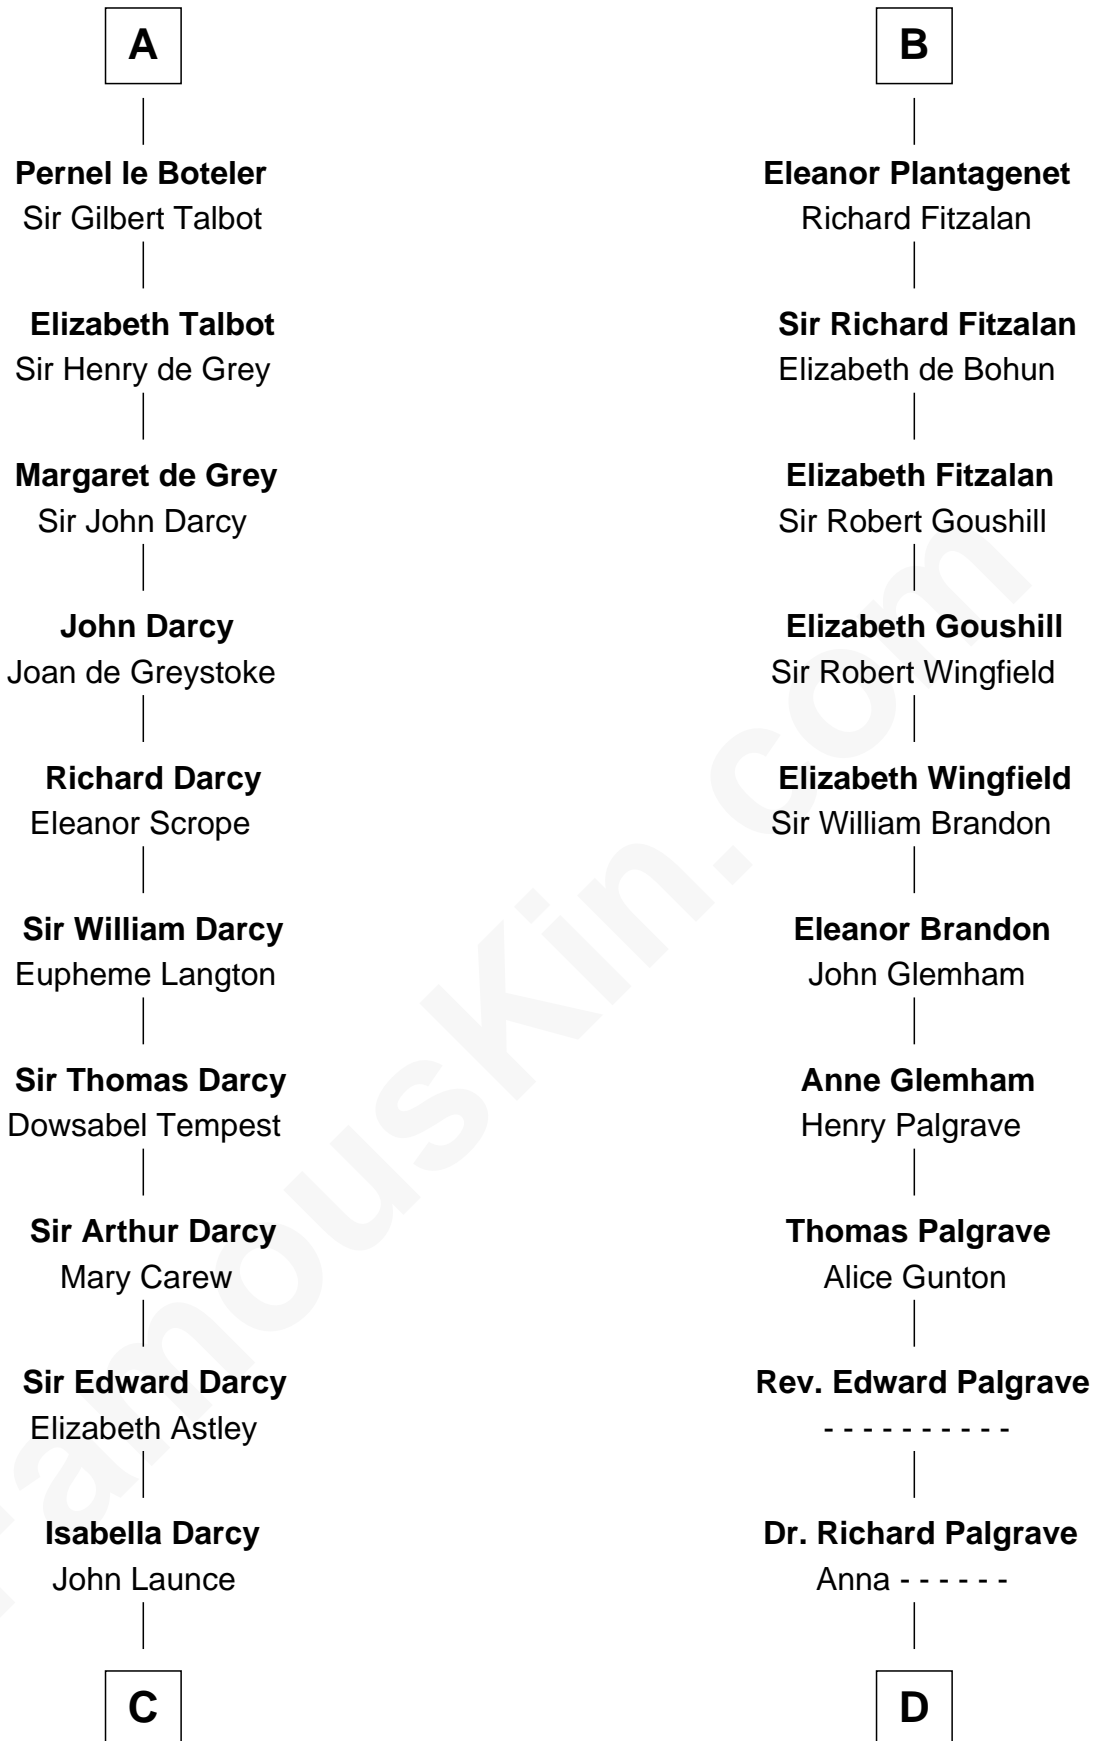 A
Pernel le Boteler
Sir Gilbert Talbot
Elizabeth Talbot
Sir Henry de Grey
Margaret de Grey
Sir John Darcy
John Darcy
Joan de Greystoke
Richard Darcy
Eleanor Scrope
Sir William Darcy
Eupheme Langton
Sir Thomas Darcy
Dowsabel Tempest
Sir Arthur Darcy
Mary Carew
Sir Edward Darcy
Elizabeth Astley
Isabella Darcy
John Launce
C
B
Eleanor Plantagenet
Richard Fitzalan
Sir Richard Fitzalan
Elizabeth de Bohun
Elizabeth Fitzalan
Sir Robert Goushill
Elizabeth Goushill
Sir Robert Wingfield
Elizabeth Wingfield
Sir William Brandon
Eleanor Brandon
John Glemham
Anne Glemham
Henry Palgrave
Thomas Palgrave
Alice Gunton
Rev. Edward Palgrave
- - - - - - - - - -
Dr. Richard Palgrave
Anna - - - - - -
D
FamousKin.com